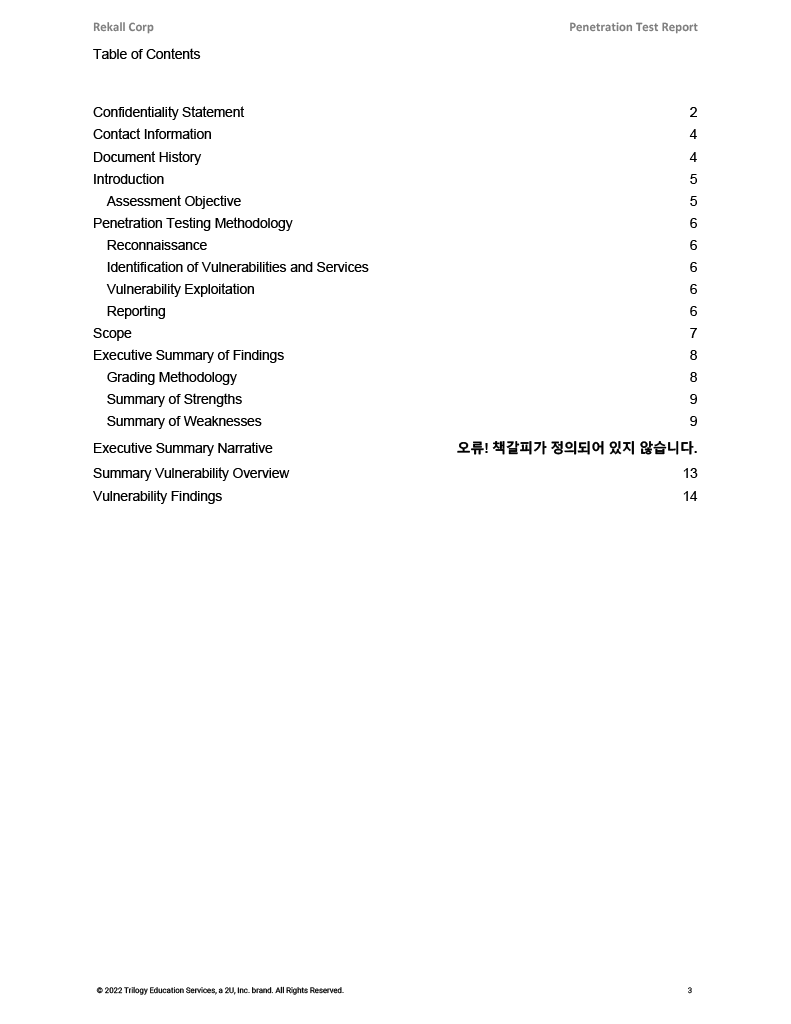 Rekall Corp Penetration Test Report
Table of Contents
Confidentiality Statement 2
Contact Information 4
Document History 4
Introduction 5
Assessment Objective 5
Penetration Testing Methodology 6
Reconnaissance 6
Identification of Vulnerabilities and Services 6
Vulnerability Exploitation 6
Reporting 6
Scope 7
Executive Summary of Findings 8
Grading Methodology 8
Summary of Strengths 9
Summary of Weaknesses 9
Executive Summary Narrative 오류! 책갈피가 정의되어 있지 않습니다.
Summary Vulnerability Overview 13
Vulnerability Findings 14
© 2022 Trilogy Education Services, a 2U, Inc. brand. All Rights Reserved. 3